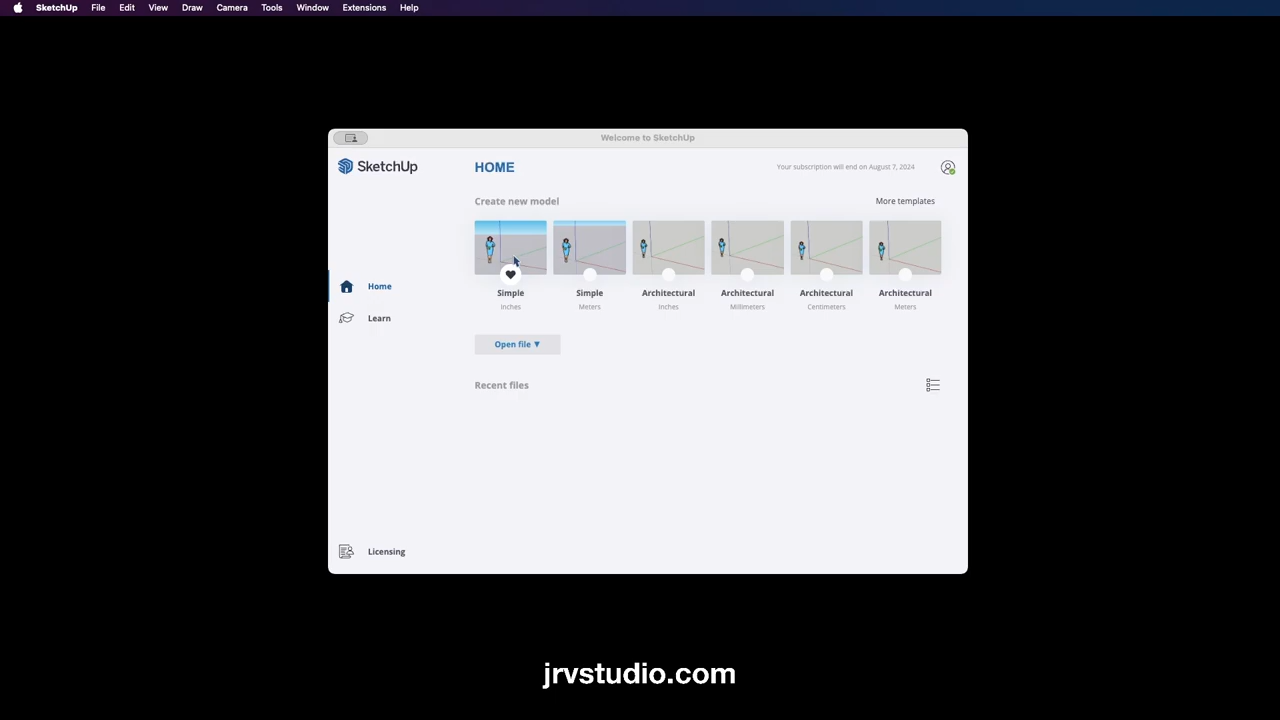 SketchUp File Edit View Draw Camera Tools Window Extensions Help
Welcome to SketchUp
SketchUp
HOME
Your subscription will end on August 7, 2024
Create new model
More templates
Simple
Inches
Simple
Meters
Architectural
Inches
Architectural
Millimeters
Architectural
Centimeters
Architectural
Meters
Home
Learn
Open file ▼
Recent files
Licensing
jrvstudio.com